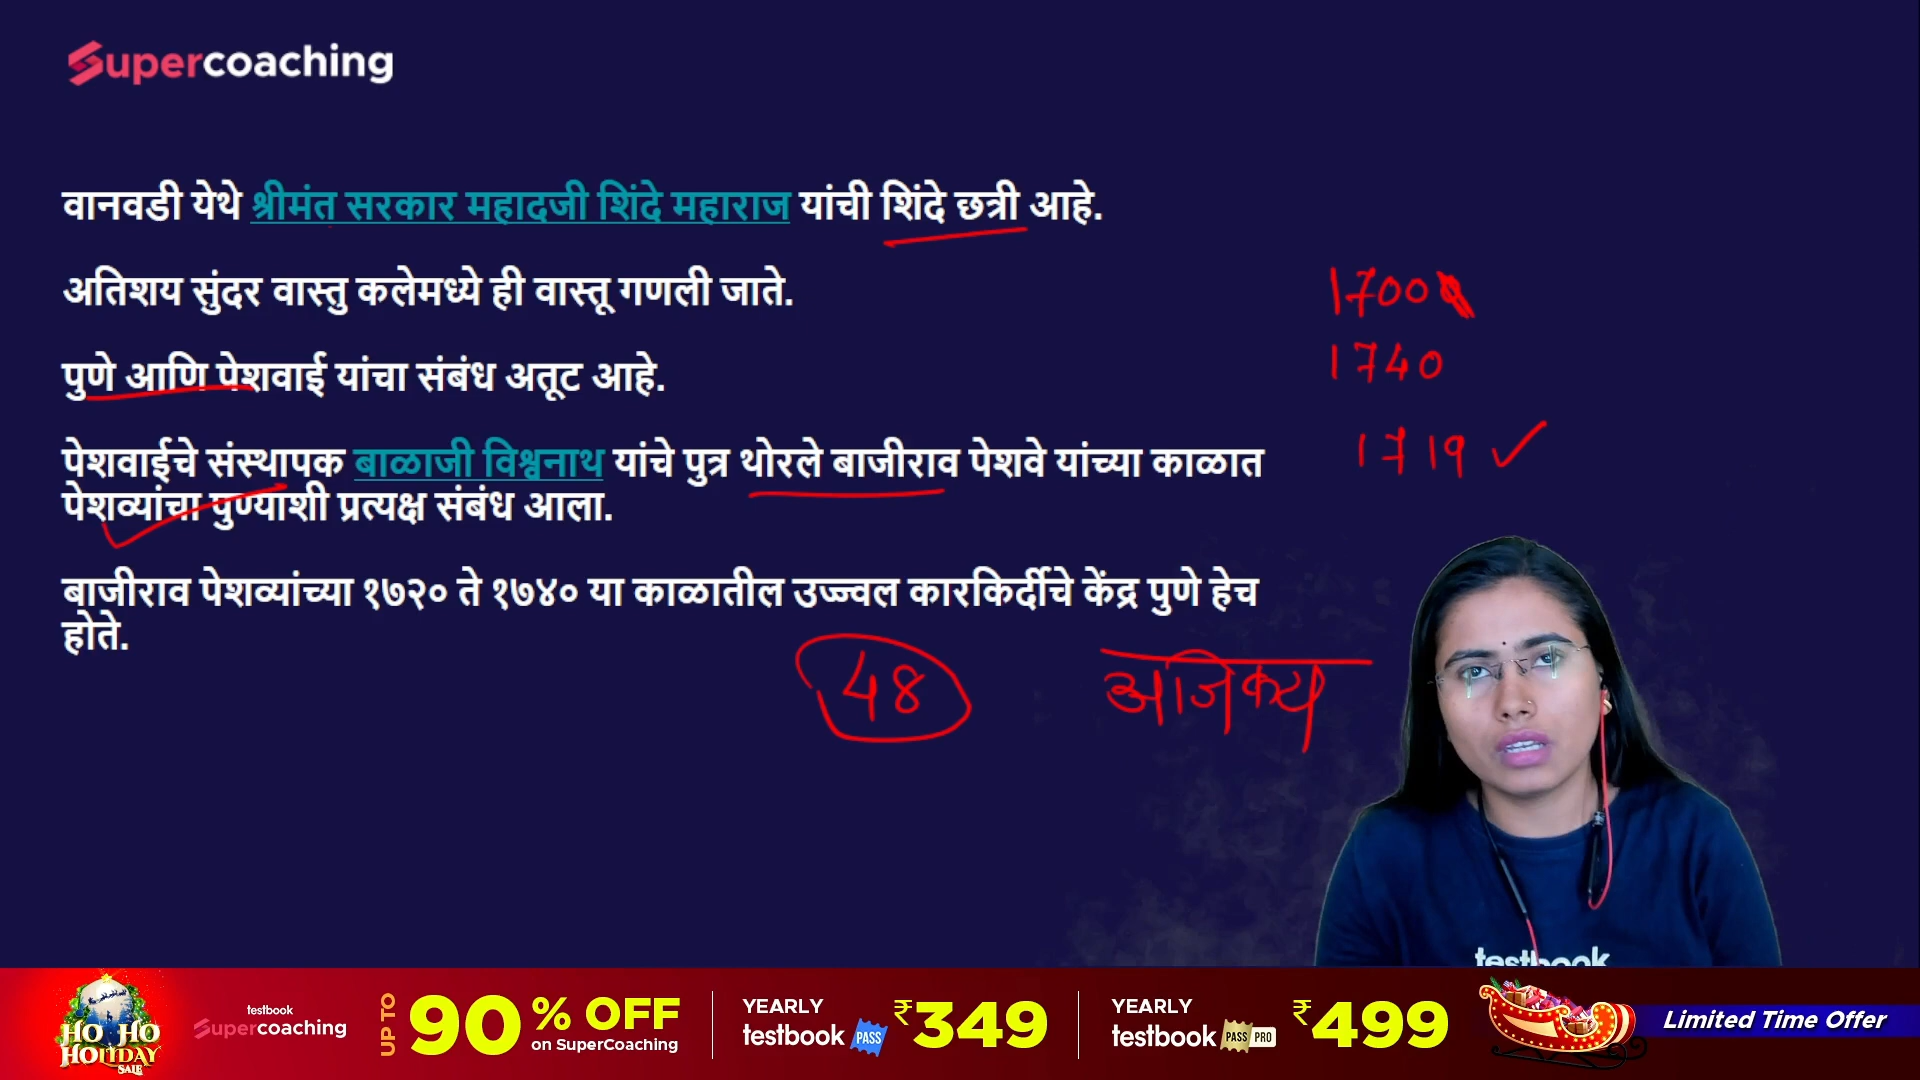 Supercoaching
वानवडी येथे श्रीमंत सरकार महादजी शिंदे महाराज यांची शिंदे छत्री आहे.
अतिशय सुंदर वास्तु कलेमध्ये ही वास्तू गणली जाते.
1700
पुणे आणि पेशवाई यांचा संबंध अतूट आहे.
1740
पेशवाईचे संस्थापक बाळाजी विश्वनाथ यांचे पुत्र थोरले बाजीराव पेशवे यांच्या काळात
पेशव्यांचा पुण्याशी प्रत्यक्ष संबंध आला.
1719
बाजीराव पेशव्यांच्या १७२० ते १७४० या काळातील उज्ज्वल कारकिर्दीचे केंद्र पुणे हेच
होते.
48
अजिंक्य
testbook
HO HO HOLIDAY SALE
testbook Supercoaching
UP TO 90% OFF on SuperCoaching
YEARLY testbook PASS ₹349
YEARLY testbook PASS PRO ₹499
Limited Time Offer